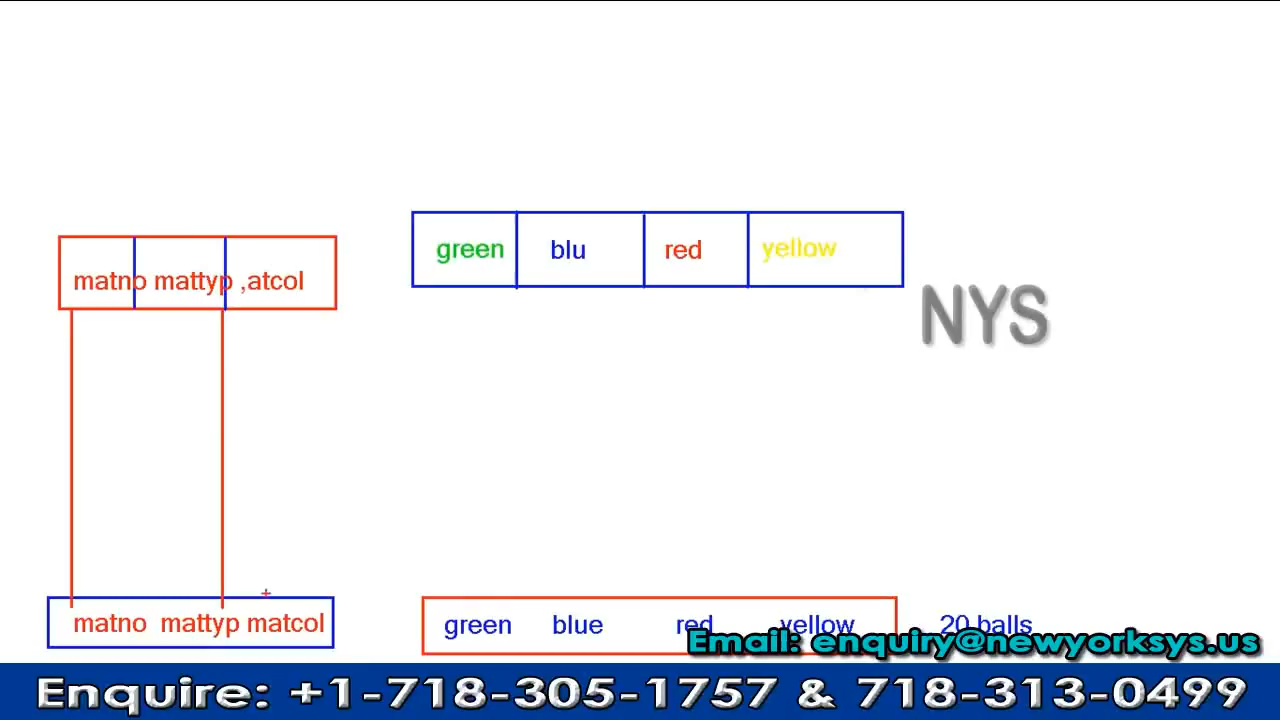 green blu red yellow
matno mattyp ,atcol
NYS
matno mattyp matcol
green blue red yellow 20 balls
Email: enquiry@newyorksys.us
Enquire: +1-718-305-1757 & 718-313-0499